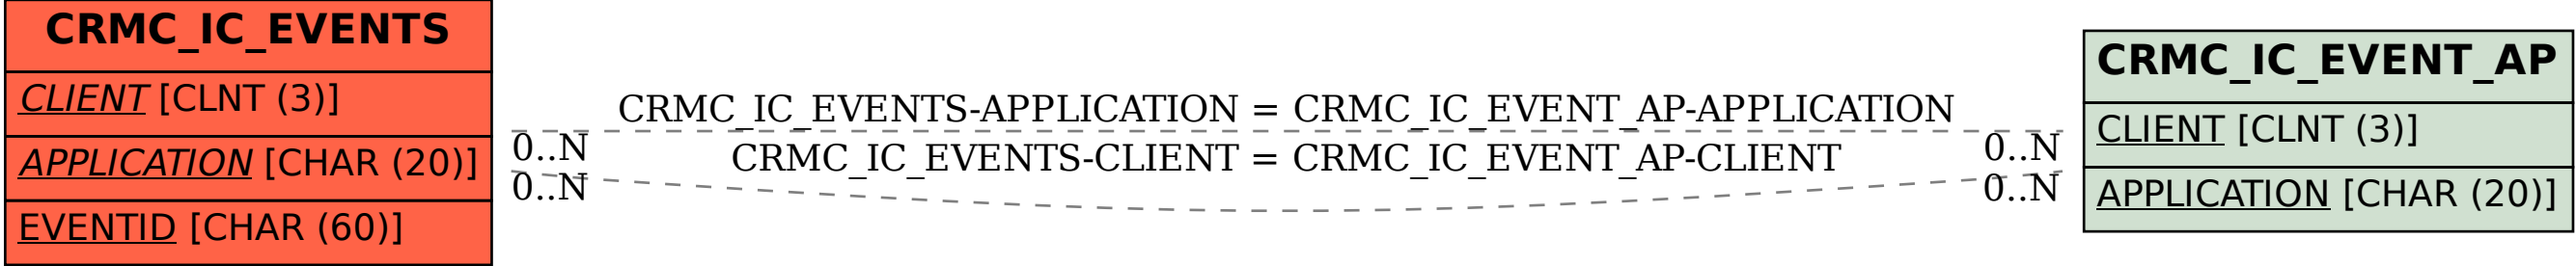 CRMC_IC_EVENTS
CLIENT [CLNT (3)]
APPLICATION [CHAR (20)]
EVENTID [CHAR (60)]
CRMC_IC_EVENTS-APPLICATION = CRMC_IC_EVENT_AP-APPLICATION
0..N
0..N
CRMC_IC_EVENTS-CLIENT = CRMC_IC_EVENT_AP-CLIENT
0..N
0..N
CRMC_IC_EVENT_AP
CLIENT [CLNT (3)]
APPLICATION [CHAR (20)]